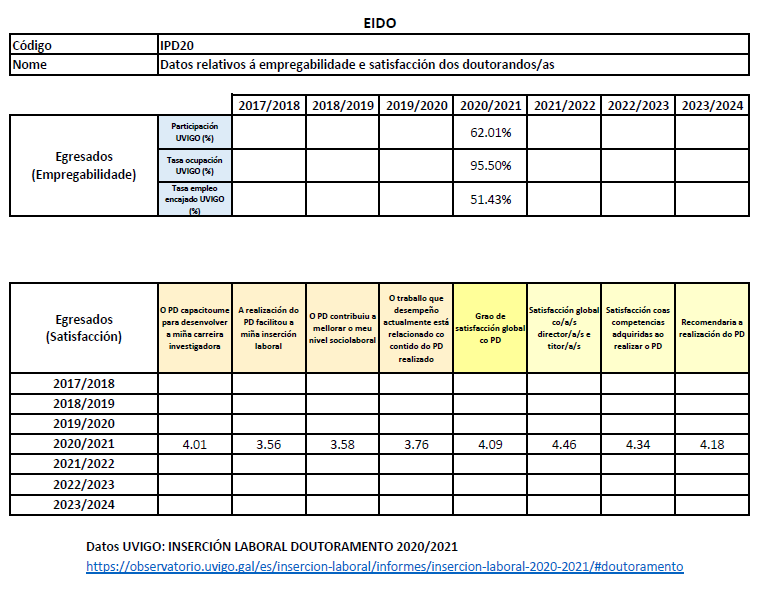 EIDO
Código IPD20
Nome Datos relativos á empregabilidade e satisfacción dos doutorandos/as
2017/2018 2018/2019 2019/2020 2020/2021 2021/2022 2022/2023 2023/2024
Egresados
(Empregabilidade)
Participación
UVIGO (%)
62.01%
Tasa ocupación
UVIGO (%)
95.50%
Tasa empleo
encajado UVIGO
(%)
51.43%
Egresados
(Satisfacción)
O PD capacitoume
para desenvolver
a miña carreira
investigadora
A realización do
PD facilitou a
miña inserción
laboral
O PD contribuiu a
mellorar o meu
nivel sociolaboral
O traballo que
desempeño
actualmente está
relacionado co
contido do PD
realizado
Grao de
satisfacción global
co PD
Satisfacción global
co/a/s
director/a/s e
titor/a/s
Satisfacción coas
competencias
adquiridas ao
realizar o PD
Recomendaria a
realización do PD
2017/2018
2018/2019
2019/2020
2020/2021 4.01 3.56 3.58 3.76 4.09 4.46 4.34 4.18
2021/2022
2022/2023
2023/2024
Datos UVIGO: INSERCIÓN LABORAL DOUTORAMENTO 2020/2021
https://observatorio.uvigo.gal/es/insercion-laboral/informes/insercion-laboral-2020-2021/#doutoramento